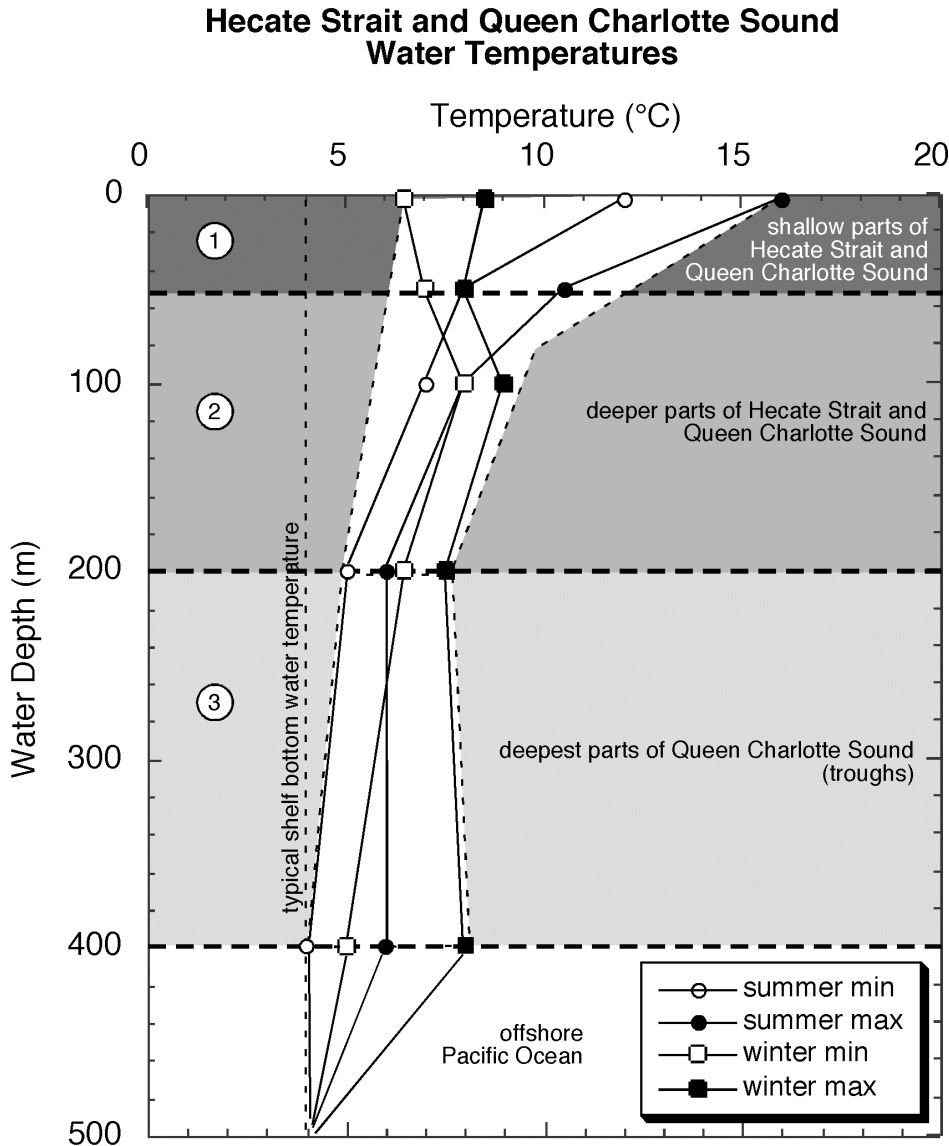 Hecate Strait and Queen Charlotte Sound
Water Temperatures
Temperature (°C)
0 5 10 15 20
0
100
200
300
400
500
Water Depth (m)
1
2
3
typical shelf bottom water temperature
shallow parts of
Hecate Strait and
Queen Charlotte Sound
deeper parts of Hecate Strait and
Queen Charlotte Sound
deepest parts of Queen Charlotte Sound
(troughs)
offshore
Pacific Ocean
summer min
summer max
winter min
winter max